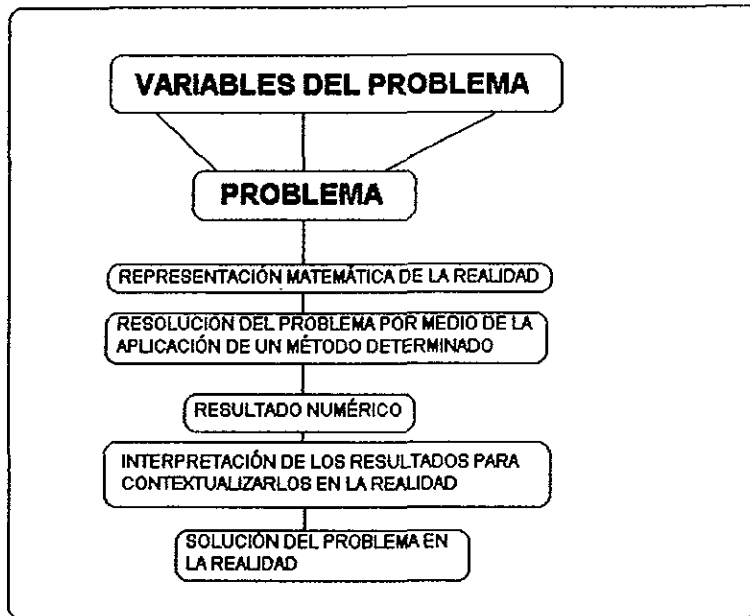 VARIABLES DEL PROBLEMA
PROBLEMA
REPRESENTACIÓN MATEMÁTICA DE LA REALIDAD
RESOLUCIÓN DEL PROBLEMA POR MEDIO DE LA
APLICACIÓN DE UN MÉTODO DETERMINADO
RESULTADO NUMÉRICO
INTERPRETACIÓN DE LOS RESULTADOS PARA
CONTEXTUALIZARLOS EN LA REALIDAD
SOLUCIÓN DEL PROBLEMA EN
LA REALIDAD